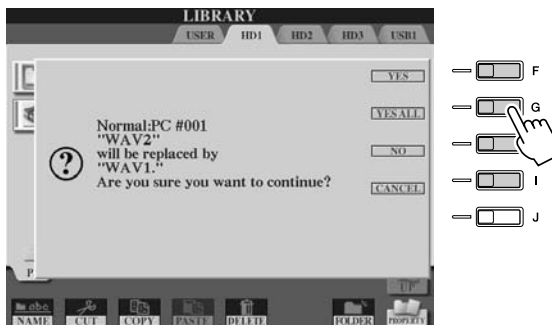 LIBRARY
USER HD1 HD2 HD3 USB1
YES
YES ALL
NO
CANCEL
Normal:PC #001
"WAV2"
will be replaced by
"WAV1."
Are you sure you want to continue?
F
G
I
J
P
UP
abc
NAME CUT COPY PASTE DELETE FOLDER PROPERTY